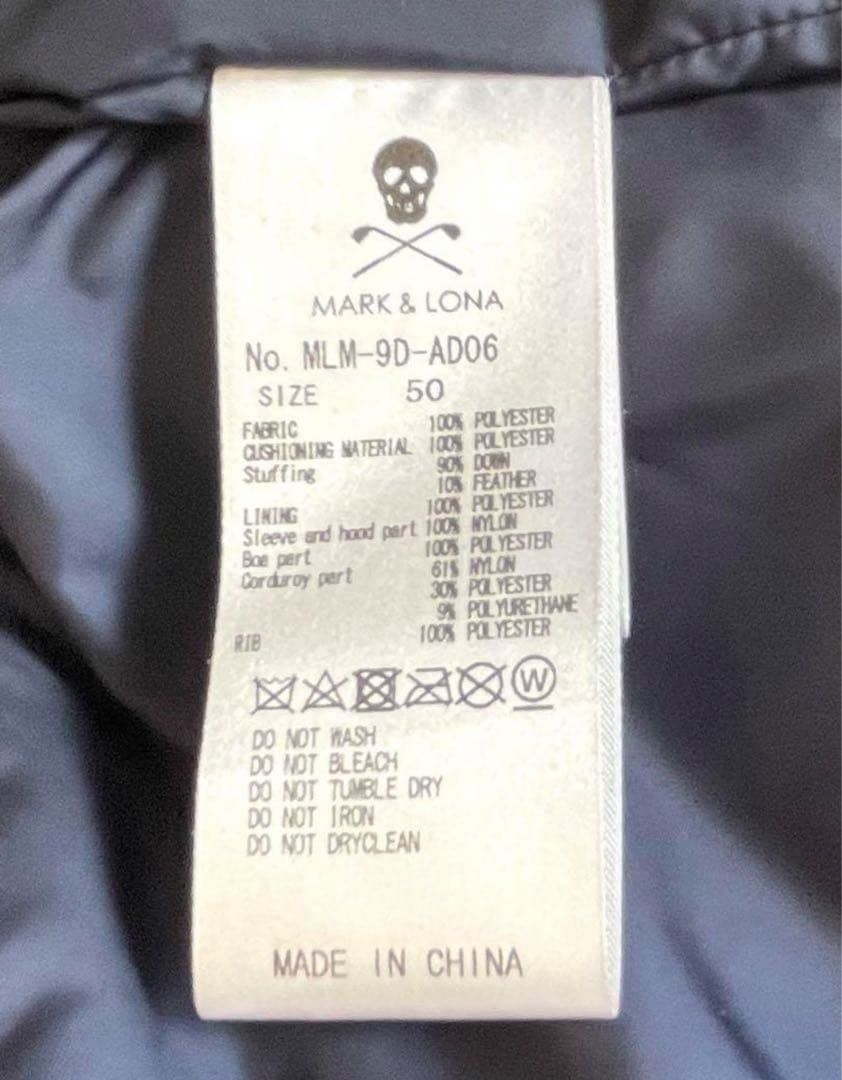 MARK & LONA
No. MLM-9D-AD06
SIZE 50
FABRIC 100% POLYESTER
CUSHIONING MATERIAL 100% POLYESTER
Stuffing 90% DOWN
10% FEATHER
LINING 100% POLYESTER
Sleeve and hood part 100% NYLON
Boa part 100% POLYESTER
Corduroy part 61% NYLON
30% POLYESTER
9% POLYURETHANE
RIB 100% POLYESTER
W
DO NOT WASH
DO NOT BLEACH
DO NOT TUMBLE DRY
DO NOT IRON
DO NOT DRYCLEAN
MADE IN CHINA